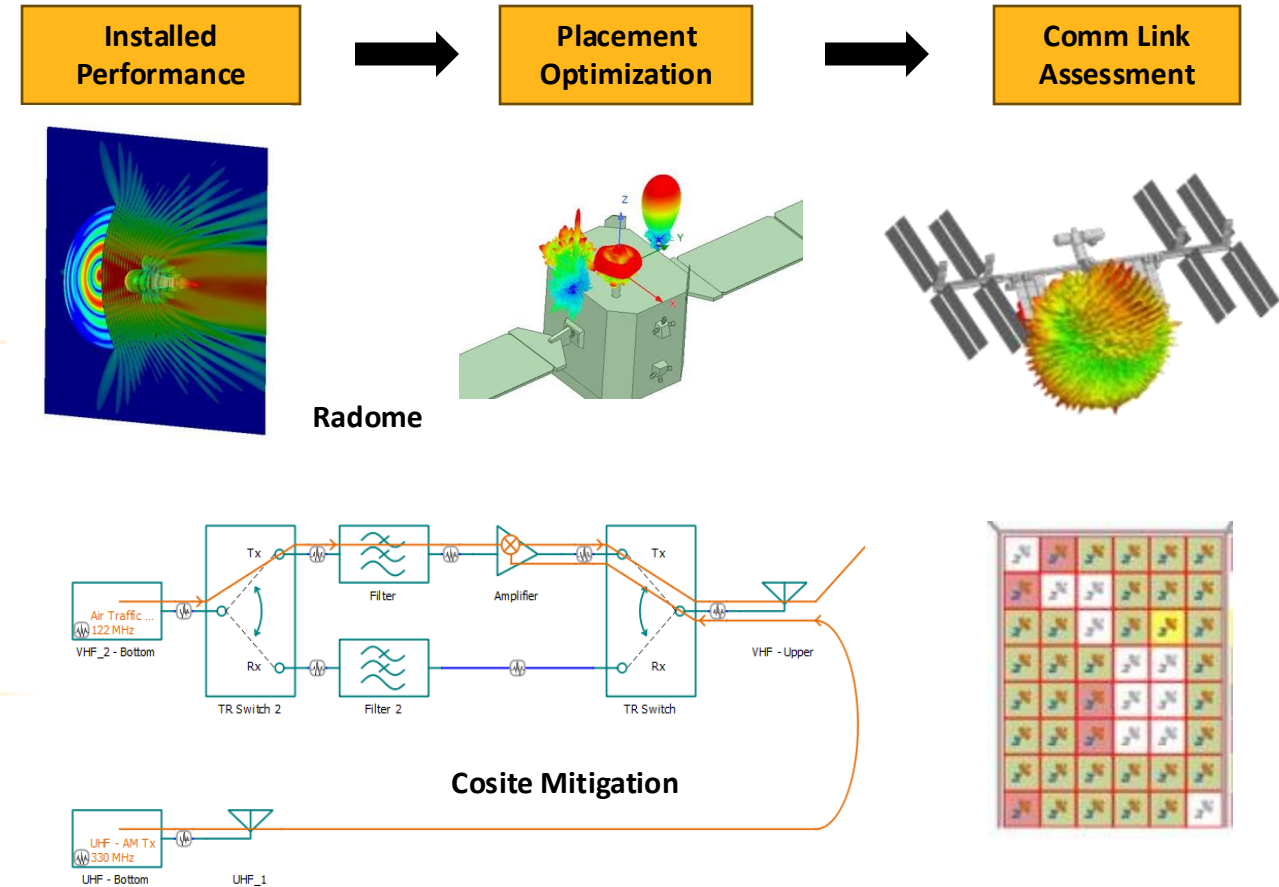 Installed
Performance
Placement
Optimization
Comm Link
Assessment
Z
Y
X
Radome
Tx
Filter
Amplifier
Tx
Air Traffic ...
122 MHz
VHF_2 - Bottom
Rx
Rx
VHF - Upper
TR Switch 2
Filter 2
TR Switch
Cosite Mitigation
UHF - AM Tx
330 MHz
UHF - Bottom
UHF_1